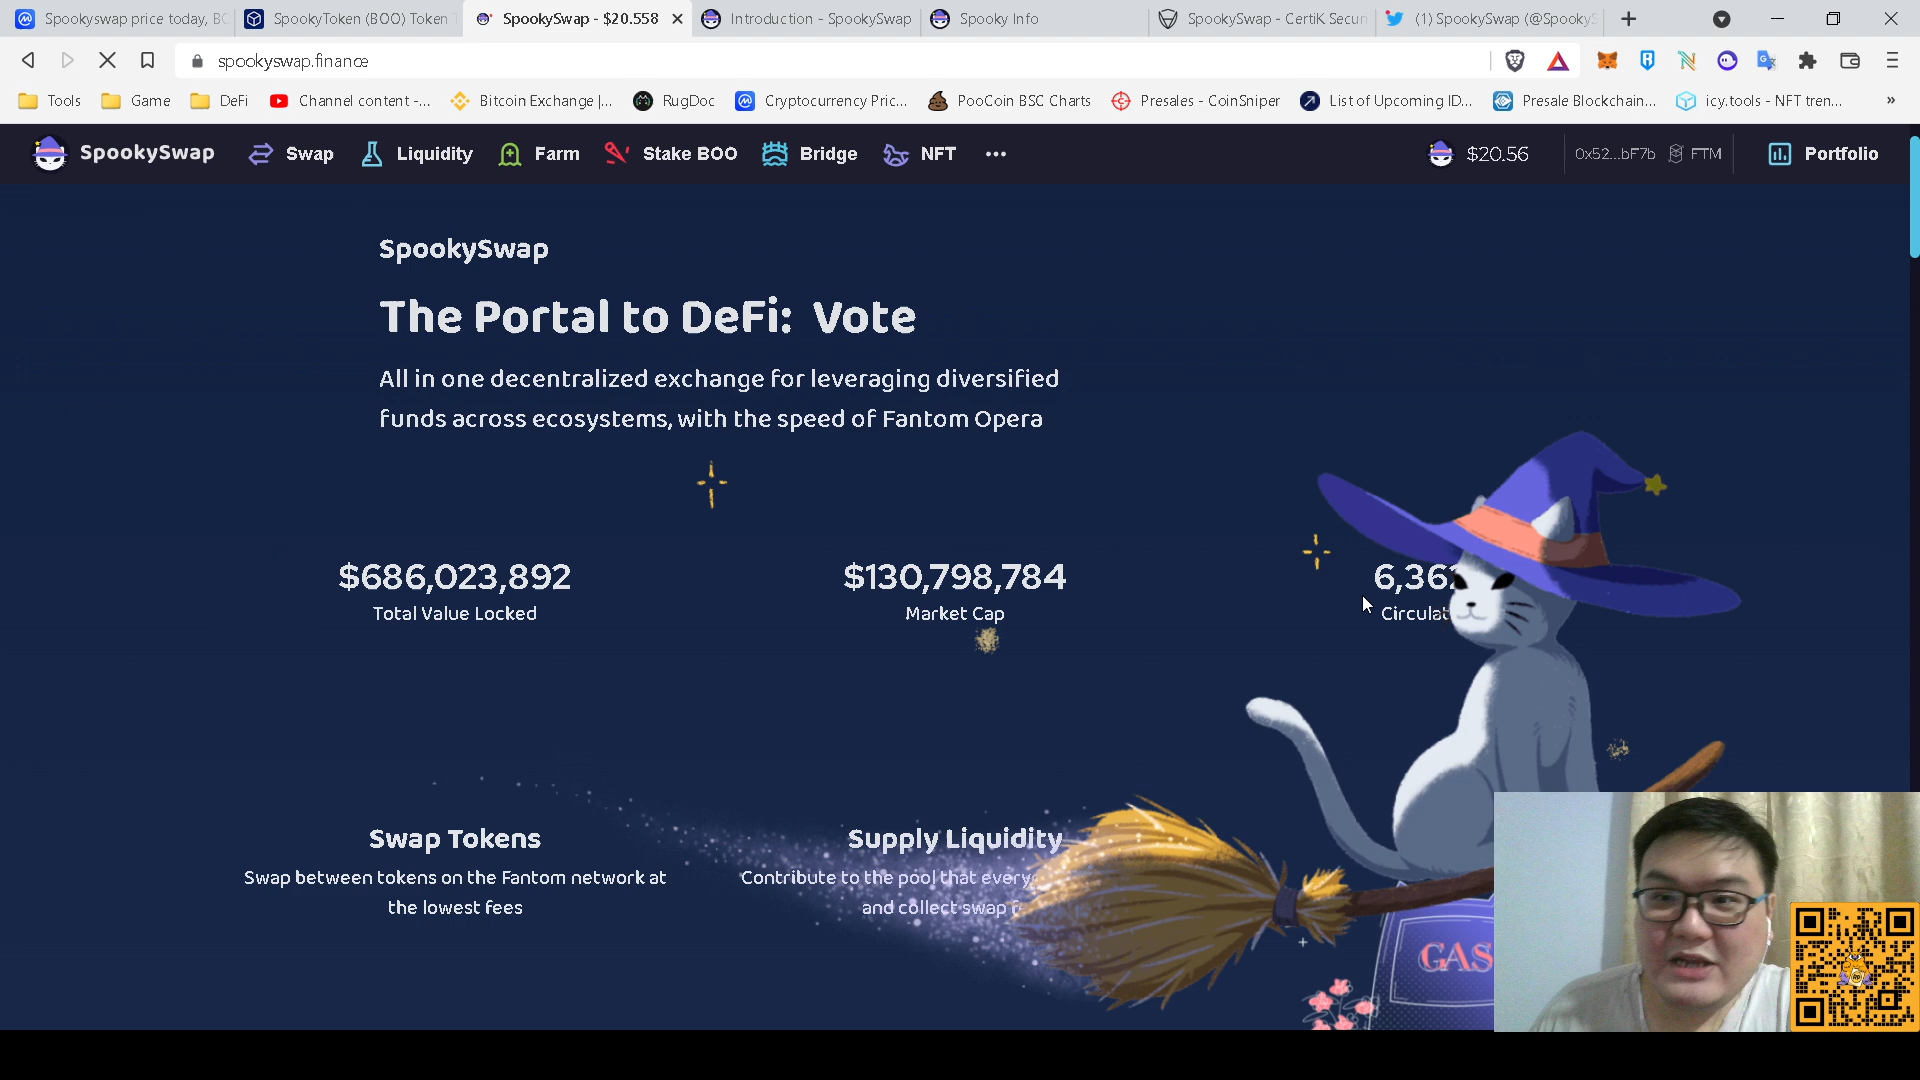 Spookyswap price today, BO
SpookyToken (BOO) Token T
SpookySwap - $20.558
Introduction - SpookySwap
Spooky Info
SpookySwap - CertiK Securi
(1) SpookySwap (@SpookyS
spookyswap.finance
Tools
Game
DeFi
Channel content -...
Bitcoin Exchange |...
RugDoc
Cryptocurrency Pric...
PooCoin BSC Charts
Presales - CoinSniper
List of Upcoming ID...
Presale Blockchain...
icy.tools - NFT tren...
SpookySwap
Swap
Liquidity
Farm
Stake BOO
Bridge
NFT
$20.56
0x52...bF7b
FTM
Portfolio
SpookySwap
The Portal to DeFi: Vote
All in one decentralized exchange for leveraging diversified
funds across ecosystems, with the speed of Fantom Opera
$686,023,892
Total Value Locked
$130,798,784
Market Cap
6,362
Circulat
Swap Tokens
Swap between tokens on the Fantom network at
the lowest fees
Supply Liquidity
Contribute to the pool that every
and collect swap f
GAS